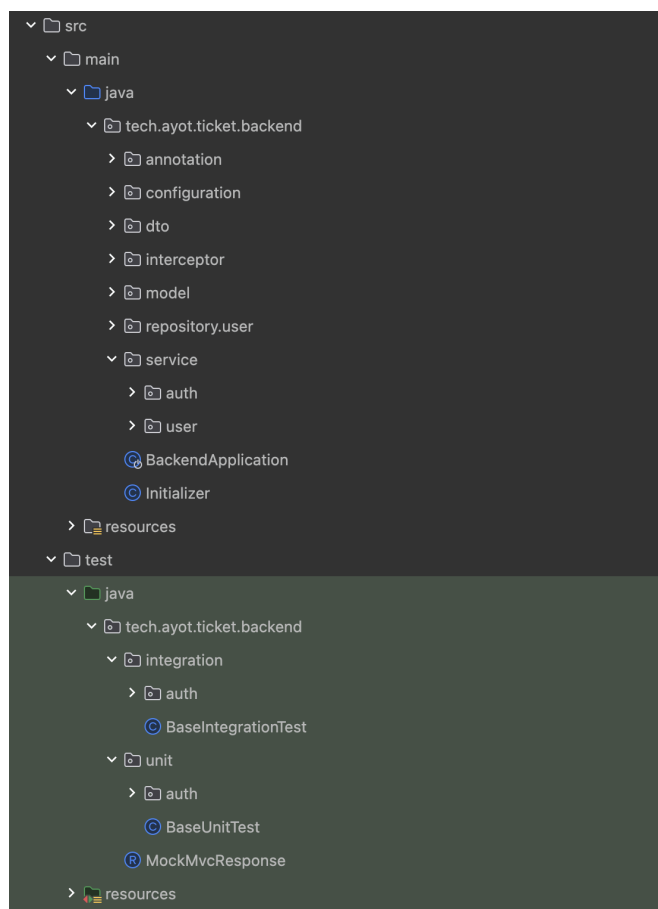 src
main
java
tech.ayot.ticket.backend
annotation
configuration
dto
interceptor
model
repository.user
service
auth
user
BackendApplication
Initializer
resources
test
java
tech.ayot.ticket.backend
integration
auth
BaseIntegrationTest
unit
auth
BaseUnitTest
MockMvcResponse
resources